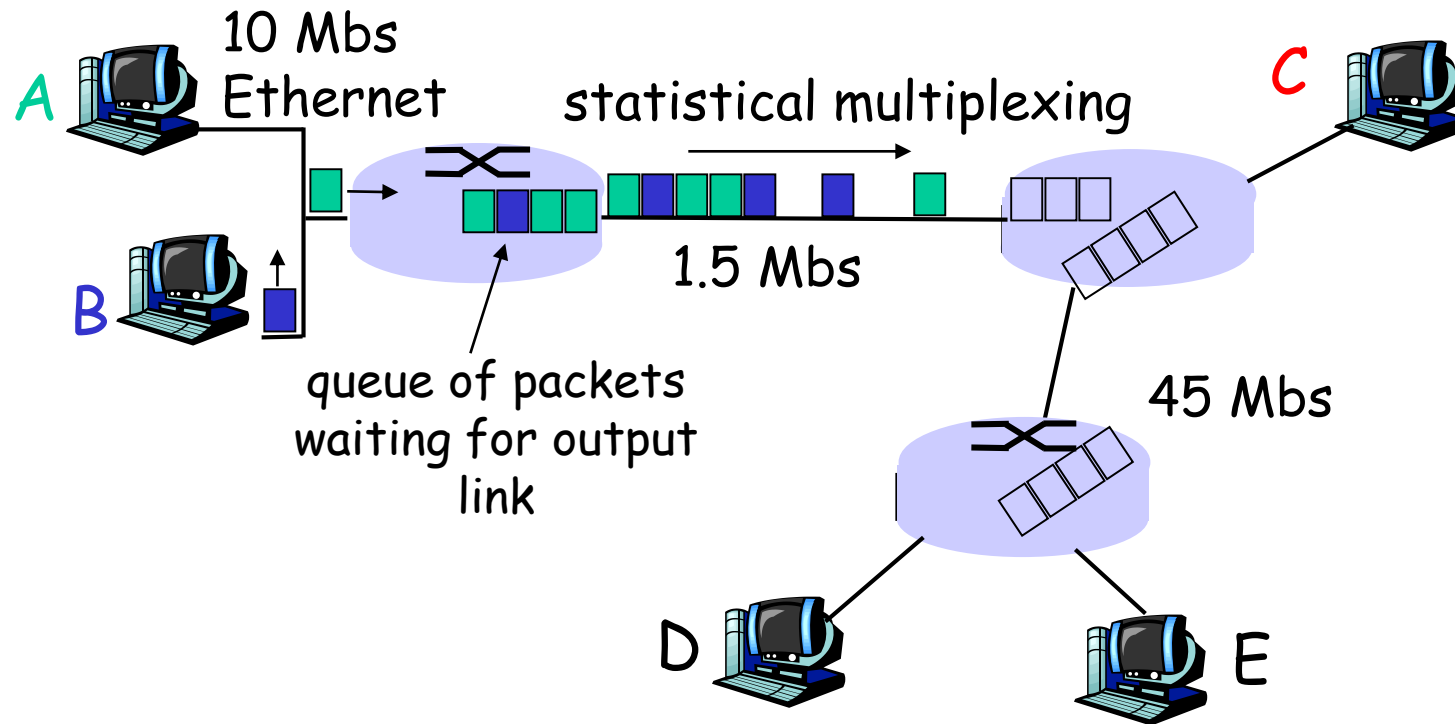 10 Mbs
Ethernet
A
statistical multiplexing
C
B
1.5 Mbs
queue of packets
waiting for output
link
45 Mbs
D
E